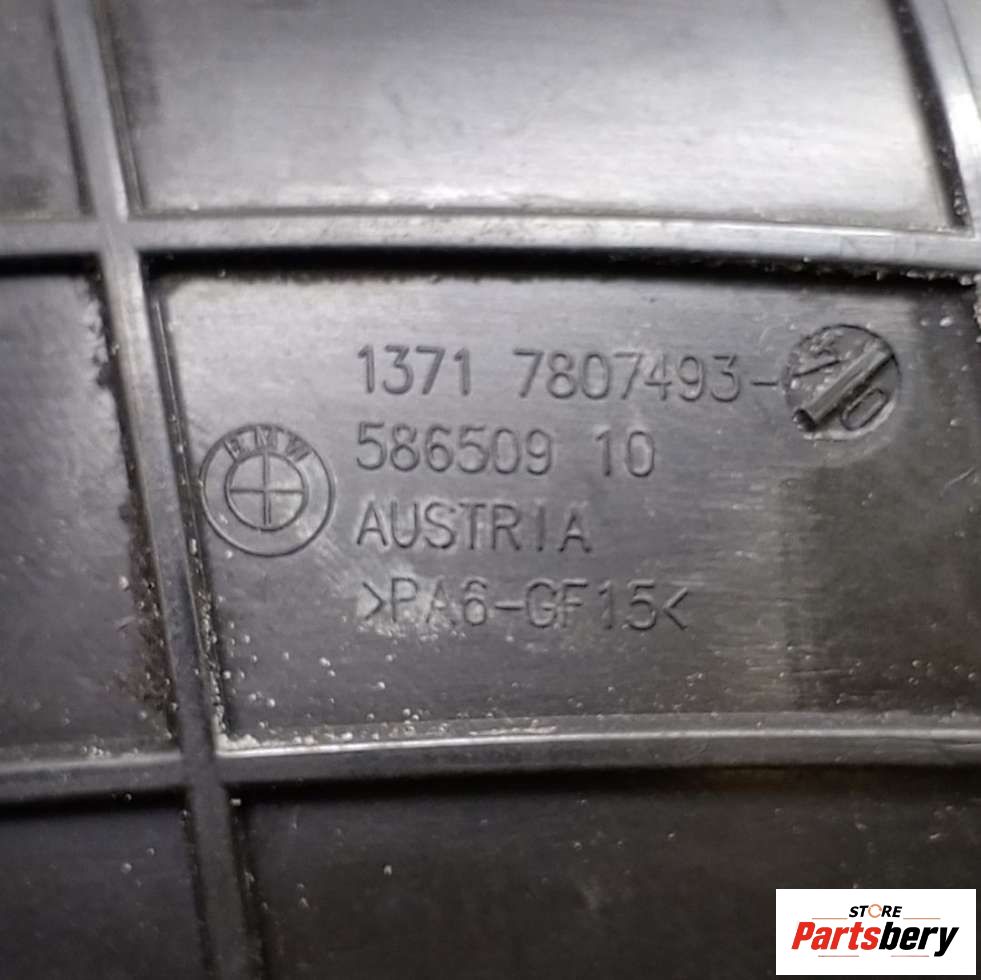 1371 7807493-
BMW
586509 10
AUSTRIA
>PA6-GF15<
STORE
Partsbery